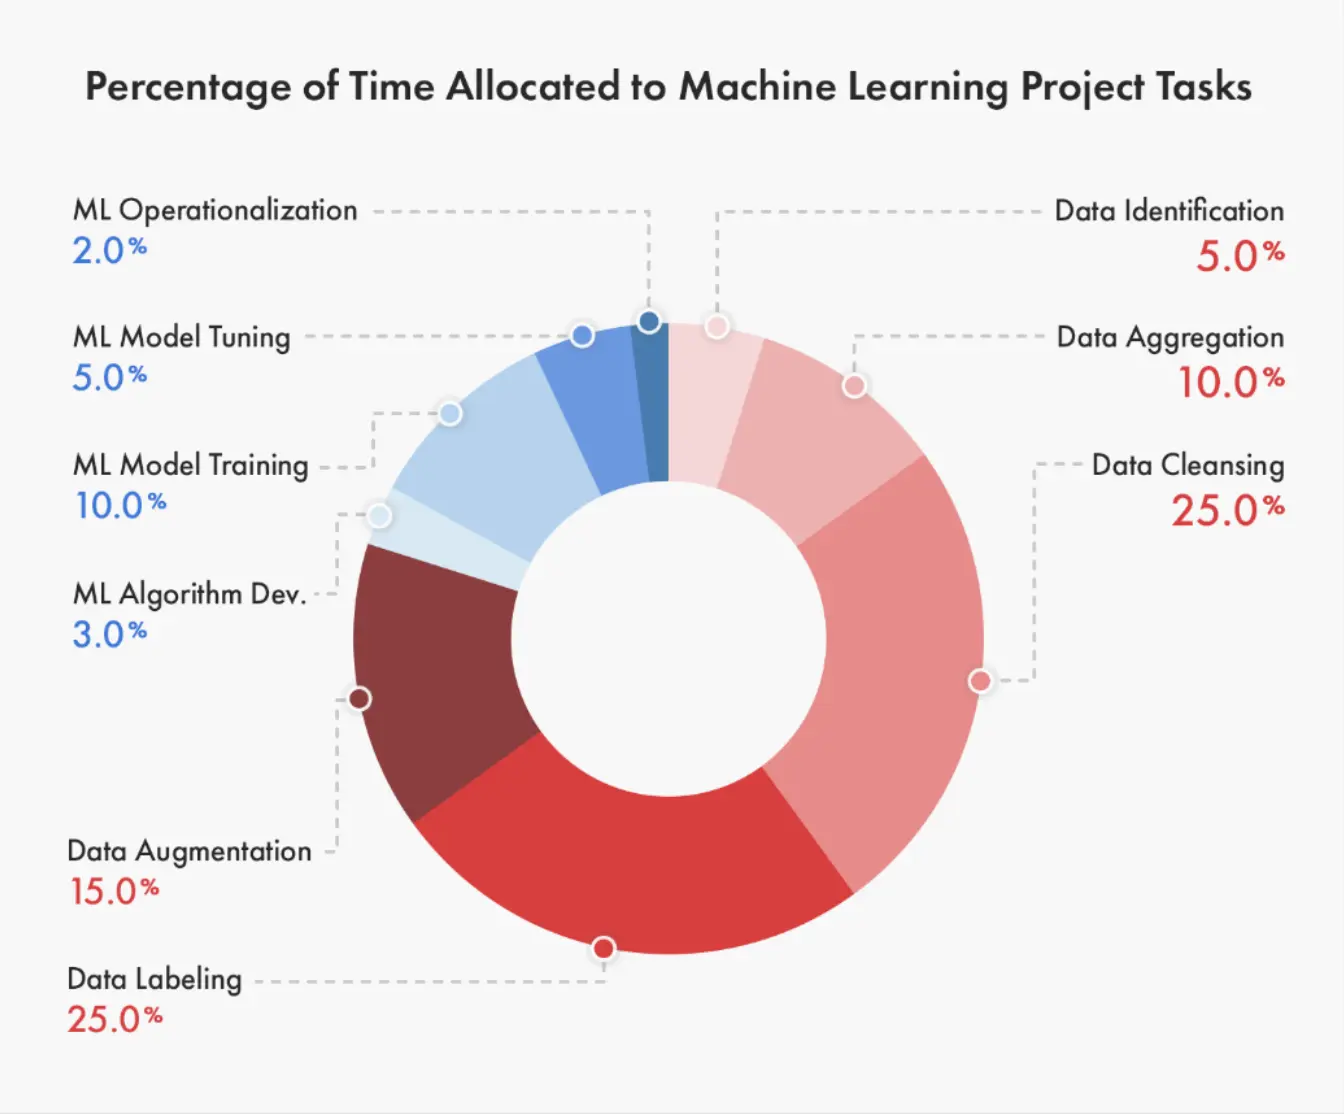 Percentage of Time Allocated to Machine Learning Project Tasks
ML Operationalization
2.0%
ML Model Tuning
5.0%
ML Model Training
10.0%
ML Algorithm Dev.
3.0%
Data Augmentation
15.0%
Data Labeling
25.0%
Data Identification
5.0%
Data Aggregation
10.0%
Data Cleansing
25.0%